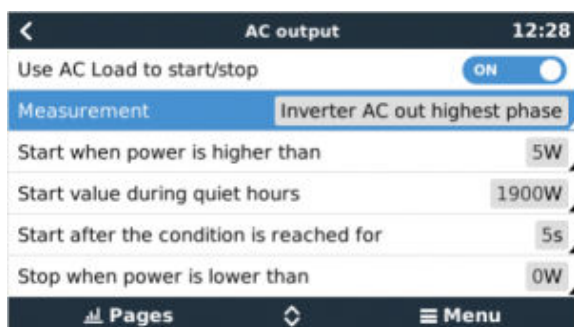 AC output 12:28
Use AC Load to start/stop ON
Measurement Inverter AC out highest phase
Start when power is higher than 5W
Start value during quiet hours 1900W
Start after the condition is reached for 5s
Stop when power is lower than 0W
Pages Menu